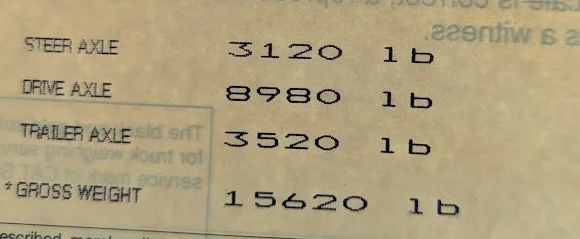 STEER AXLE 3120 lb
DRIVE AXLE 8980 lb
TRAILER AXLE 3520 lb
* GROSS WEIGHT 15620 lb